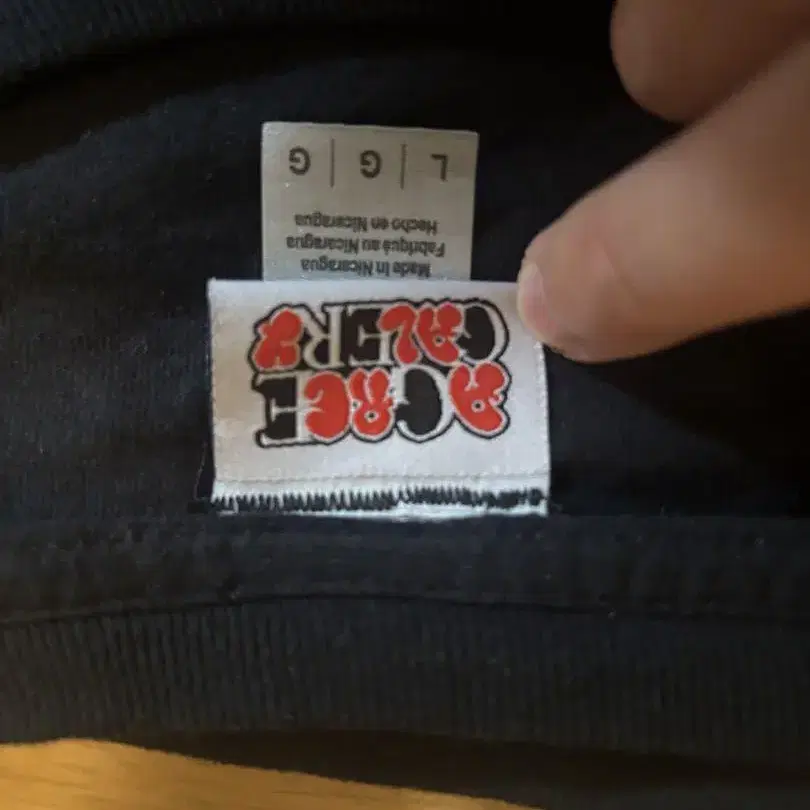 Made in Nicaragua
Fabriqué au Nicaragua
Hecho en Nicaragua
L | G | G